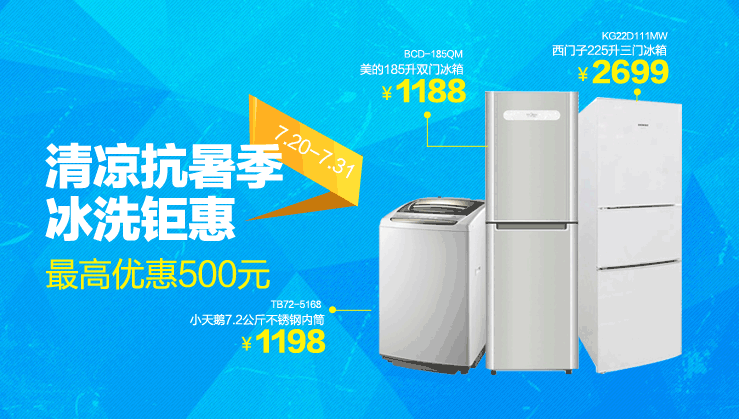 清凉抗暑季
冰洗钜惠
最高优惠500元
7.20-7.31
TB72-5168
小天鹅7.2公斤不锈钢内筒
¥1198
BCD-185QM
美的185升双门冰箱
¥1188
KG22D111MW
西门子225升三门冰箱
¥2699